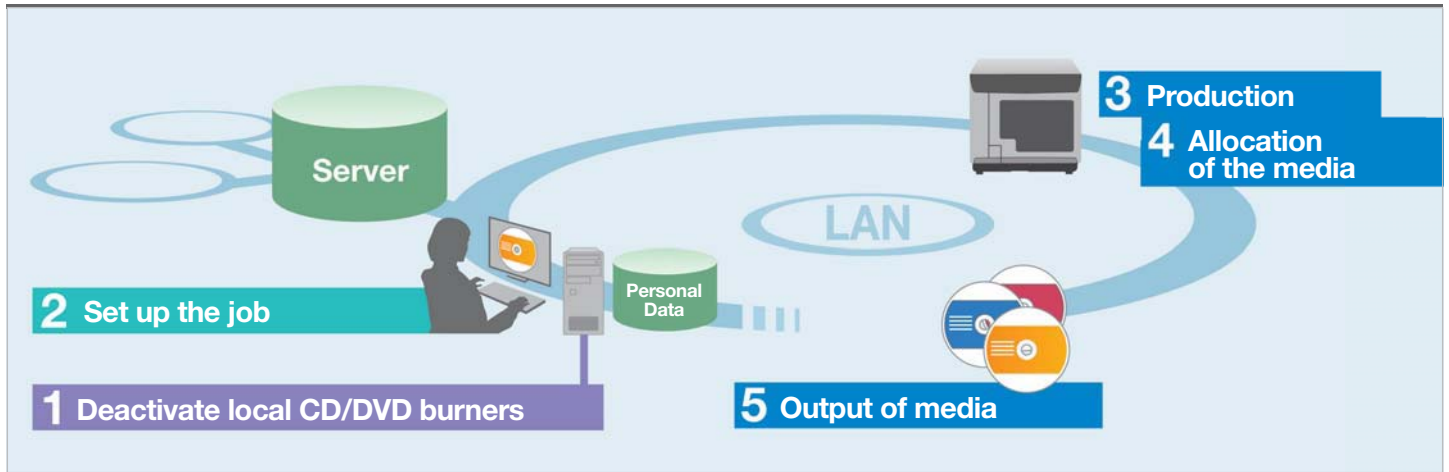 Server
LAN
3 Production
4 Allocation
of the media
Personal
Data
2 Set up the job
1 Deactivate local CD/DVD burners
5 Output of media